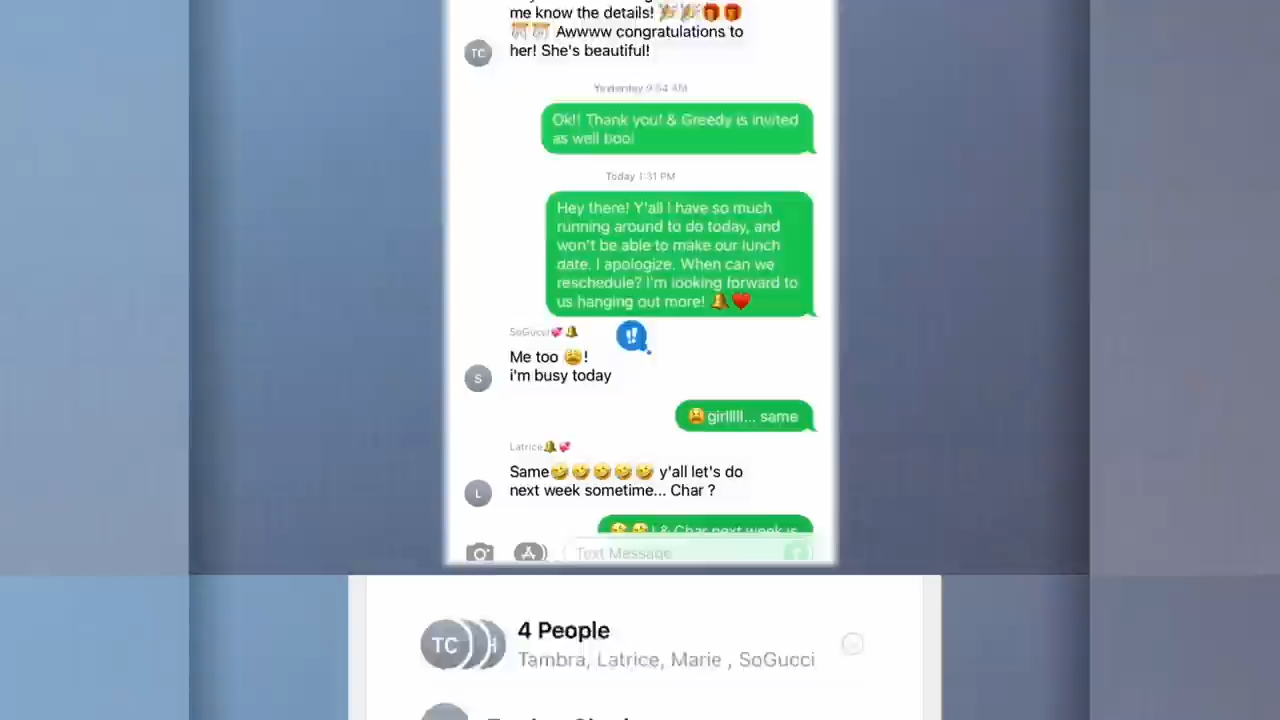 me know the details! 🎉🎉🎁🎁
🎊🎊 Awwww congratulations to
her! She's beautiful!
TC
Yesterday 9:54 AM
Ok!! Thank you! & Greedy is invited
as well boo!
Today 1:31 PM
Hey there! Y'all I have so much
running around to do today, and
won't be able to make our lunch
date. I apologize. When can we
reschedule? I'm looking forward to
us hanging out more! 🔔❤️
SoGucci💞🔔
!!
Me too 😩!
i'm busy today
S
😫girlllll... same
Latrice🔔💞
Same🤣🤣🤣🤣🤣 y'all let's do
next week sometime... Char ?
L
🤣🤣! & Char next week is
Text Message
TC
4 People
Tambra, Latrice, Marie , SoGucci